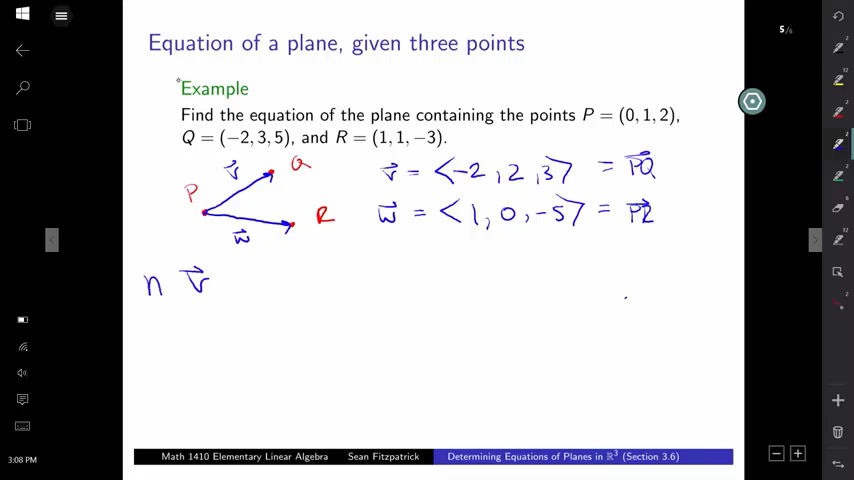 5/6
Equation of a plane, given three points
Example
Find the equation of the plane containing the points P = (0, 1, 2),
Q = (−2, 3, 5), and R = (1, 1, −3).
P v⃗ Q v⃗ = <−2, 2, 3> = P⃗Q
w⃗ R w⃗ = <1, 0, −5> = P⃗R
n v⃗
3:08 PM
Math 1410 Elementary Linear Algebra Sean Fitzpatrick Determining Equations of Planes in ℝ³ (Section 3.6)